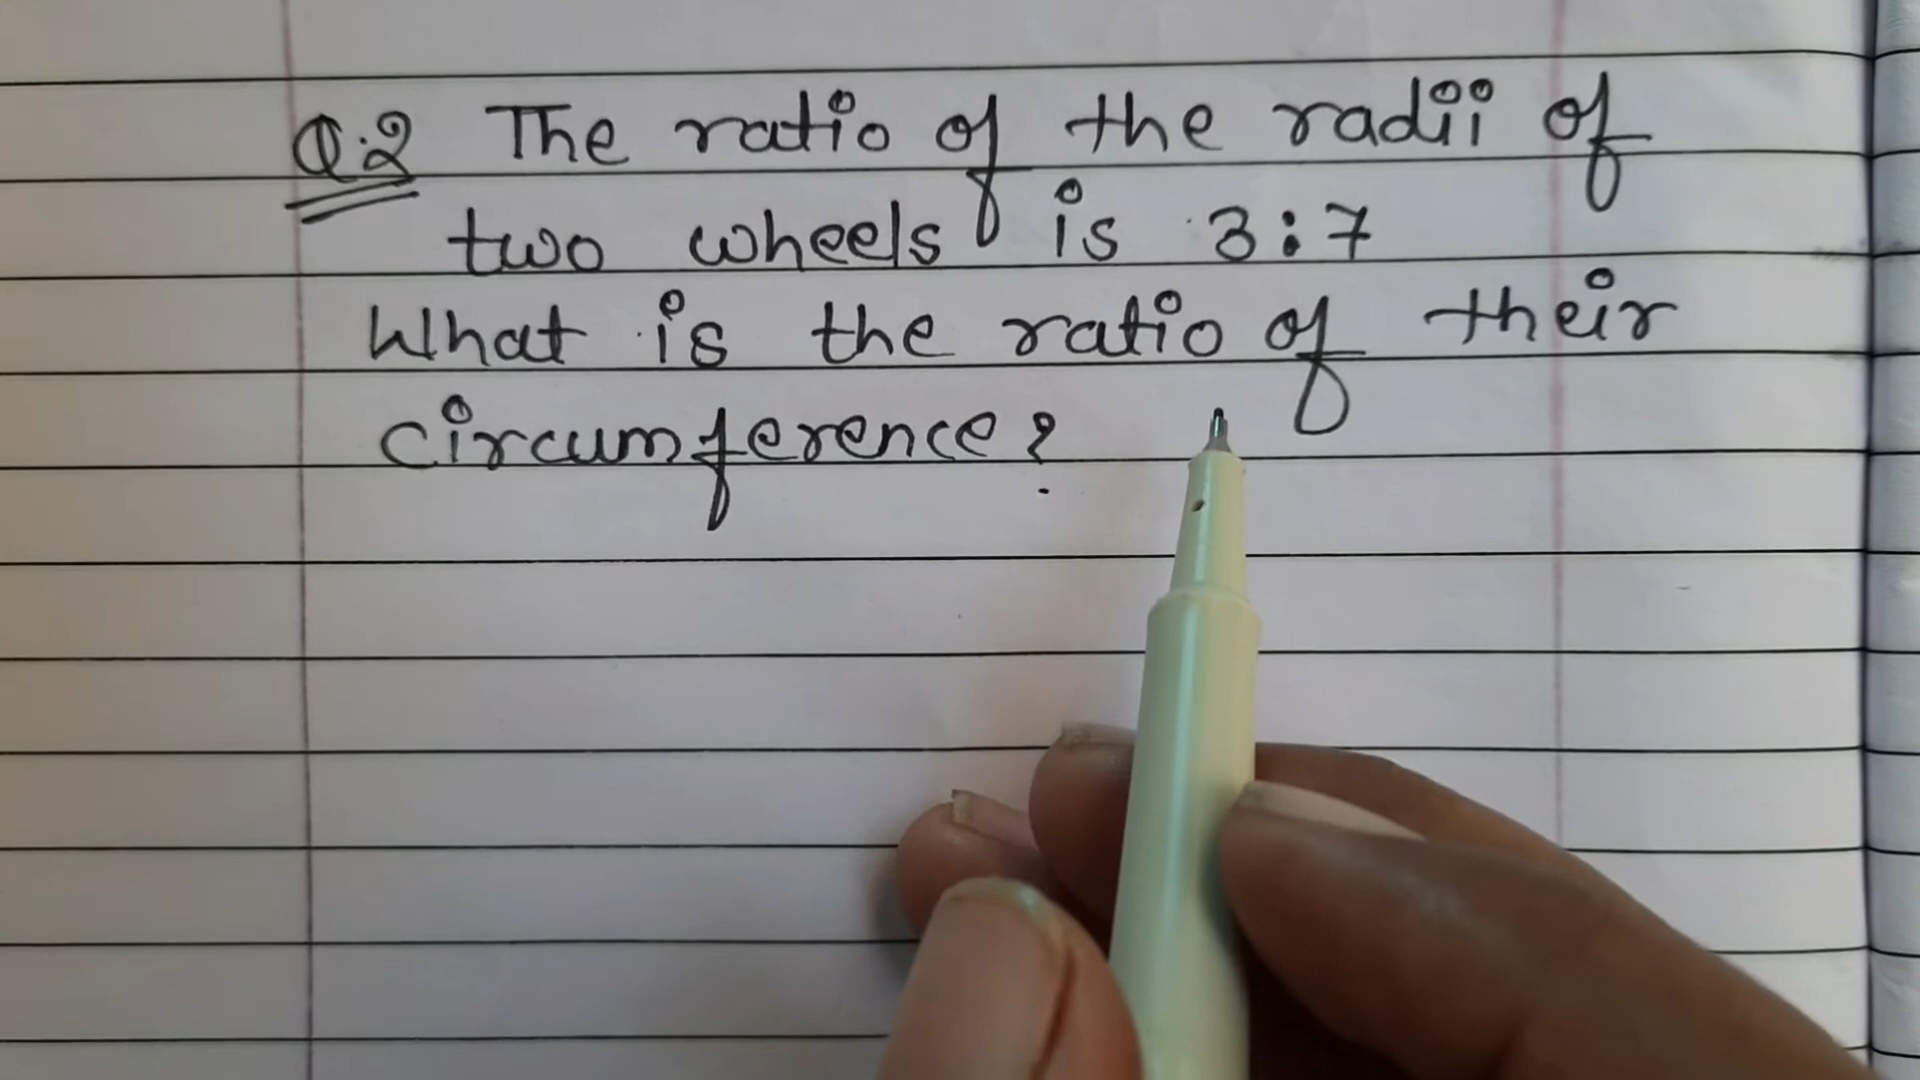 Q.2 The ratio of the radii of
two wheels is 3:7
What is the ratio of their
circumference?